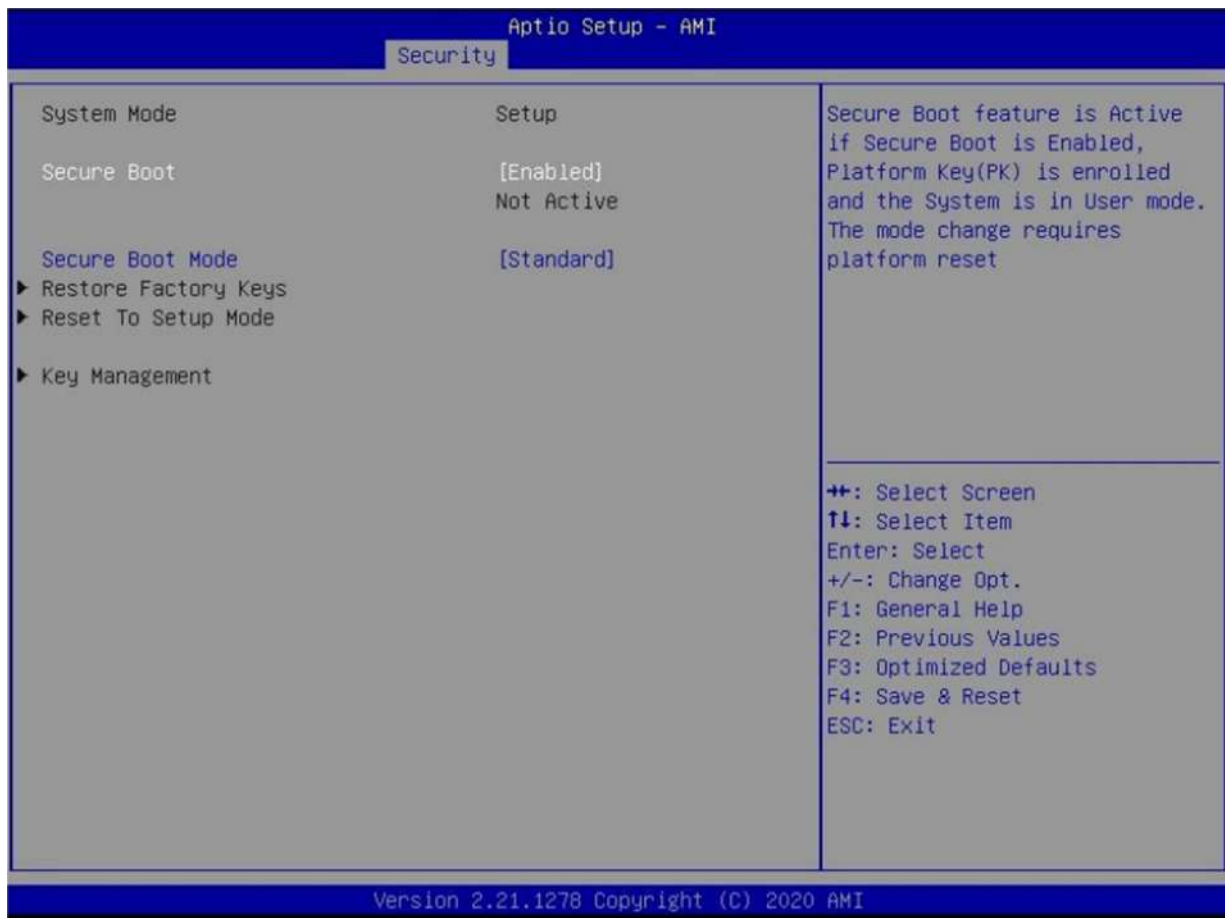 Aptio Setup - AMI
Security
System Mode Setup
Secure Boot [Enabled]
Not Active
Secure Boot Mode [Standard]
Restore Factory Keys
Reset To Setup Mode
Key Management
Secure Boot feature is Active
if Secure Boot is Enabled,
Platform Key(PK) is enrolled
and the System is in User mode.
The mode change requires
platform reset
→←: Select Screen
↑↓: Select Item
Enter: Select
+/-: Change Opt.
F1: General Help
F2: Previous Values
F3: Optimized Defaults
F4: Save & Reset
ESC: Exit
Version 2.21.1278 Copyright (C) 2020 AMI